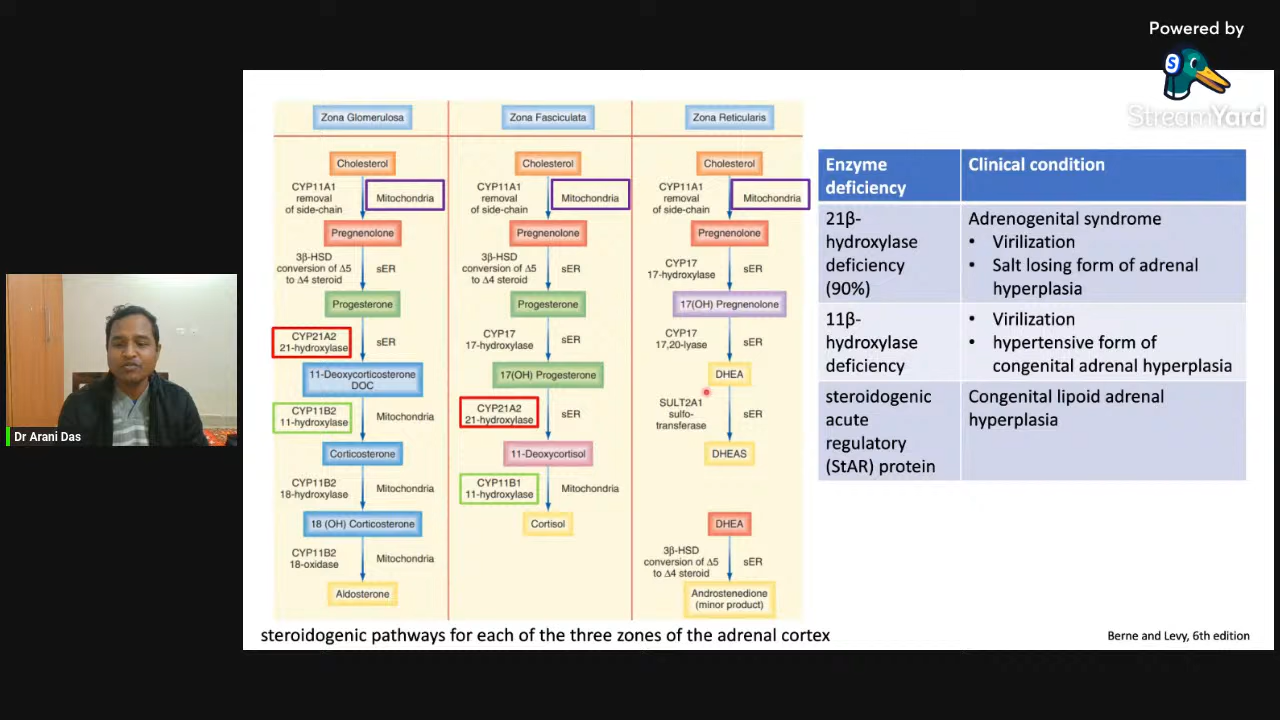 Powered by
S
StreamYard
Dr Arani Das
Zona Glomerulosa
Cholesterol
CYP11A1
removal
of side-chain
Mitochondria
Pregnenolone
3β-HSD
conversion of Δ5
to Δ4 steroid
sER
Progesterone
CYP21A2
21-hydroxylase
sER
11-Deoxycorticosterone
DOC
CYP11B2
11-hydroxylase
Mitochondria
Corticosterone
CYP11B2
18-hydroxylase
Mitochondria
18 (OH) Corticosterone
CYP11B2
18-oxidase
Mitochondria
Aldosterone
Zona Fasciculata
Cholesterol
CYP11A1
removal
of side-chain
Mitochondria
Pregnenolone
3β-HSD
conversion of Δ5
to Δ4 steroid
sER
Progesterone
CYP17
17-hydroxylase
sER
17(OH) Progesterone
CYP21A2
21-hydroxylase
sER
11-Deoxycortisol
CYP11B1
11-hydroxylase
Mitochondria
Cortisol
Zona Reticularis
Cholesterol
CYP11A1
removal
of side-chain
Mitochondria
Pregnenolone
CYP17
17-hydroxylase
sER
17(OH) Pregnenolone
CYP17
17,20-lyase
sER
DHEA
SULT2A1
sulfo-
transferase
sER
DHEAS
DHEA
3β-HSD
conversion of Δ5
to Δ4 steroid
sER
Androstenedione
(minor product)
steroidogenic pathways for each of the three zones of the adrenal cortex
Enzyme
deficiency
Clinical condition
21β-
hydroxylase
deficiency
(90%)
Adrenogenital syndrome
• Virilization
• Salt losing form of adrenal
hyperplasia
11β-
hydroxylase
deficiency
• Virilization
• hypertensive form of
congenital adrenal hyperplasia
steroidogenic
acute
regulatory
(StAR) protein
Congenital lipoid adrenal
hyperplasia
Berne and Levy, 6th edition